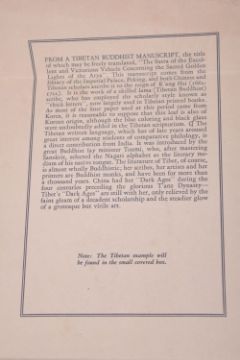 FROM A TIBETAN BUDDHIST MANUSCRIPT, the title
of which may be freely translated, "The Sutra of the Excel-
lent and Victorious Vehicle Concerning the Sacred Golden
Lights of the Arya". This manuscript comes from the
library of the Imperial Palace, Peking, and both Chinese and
Tibetan scholars ascribe it to the reign of K'ang Hsi (1662-
It is the work of a skilled lama (Tibetan Buddhist)
scribe, who has employed the scholarly style known as
"thick letters", now largely used in Tibetan printed books.
As most of the finer paper used at this period came from
Korea, it is reasonable to suppose that this leaf is also of
Korean origin, although the blue coloring and black glaze
were undoubtedly added in the Tibetan scriptorium. The
Tibetan written language, which has of late years aroused
great interest among students of comparative philology, is
a direct contribution from India. It was introduced by the
great Buddhist lay minister Tonmi, who, after mastering
Sanskrit, selected the Nagari alphabet as the literary me-
dium of his native tongue. The literature of Tibet, of course,
is almost wholly Buddhistic; her scribes, her artists and her
printers are Buddhist monks, and have been for more than
a thousand years. China had her "Dark Ages" during the
four centuries preceding the glorious T'ang Dynasty—
Tibet's "Dark Ages" are still with her, only relieved by the
faint gleam of a decadent scholarship and the steadier glow
of a grotesque but virile art.
Note: The Tibetan example will
be found in the small covered box.